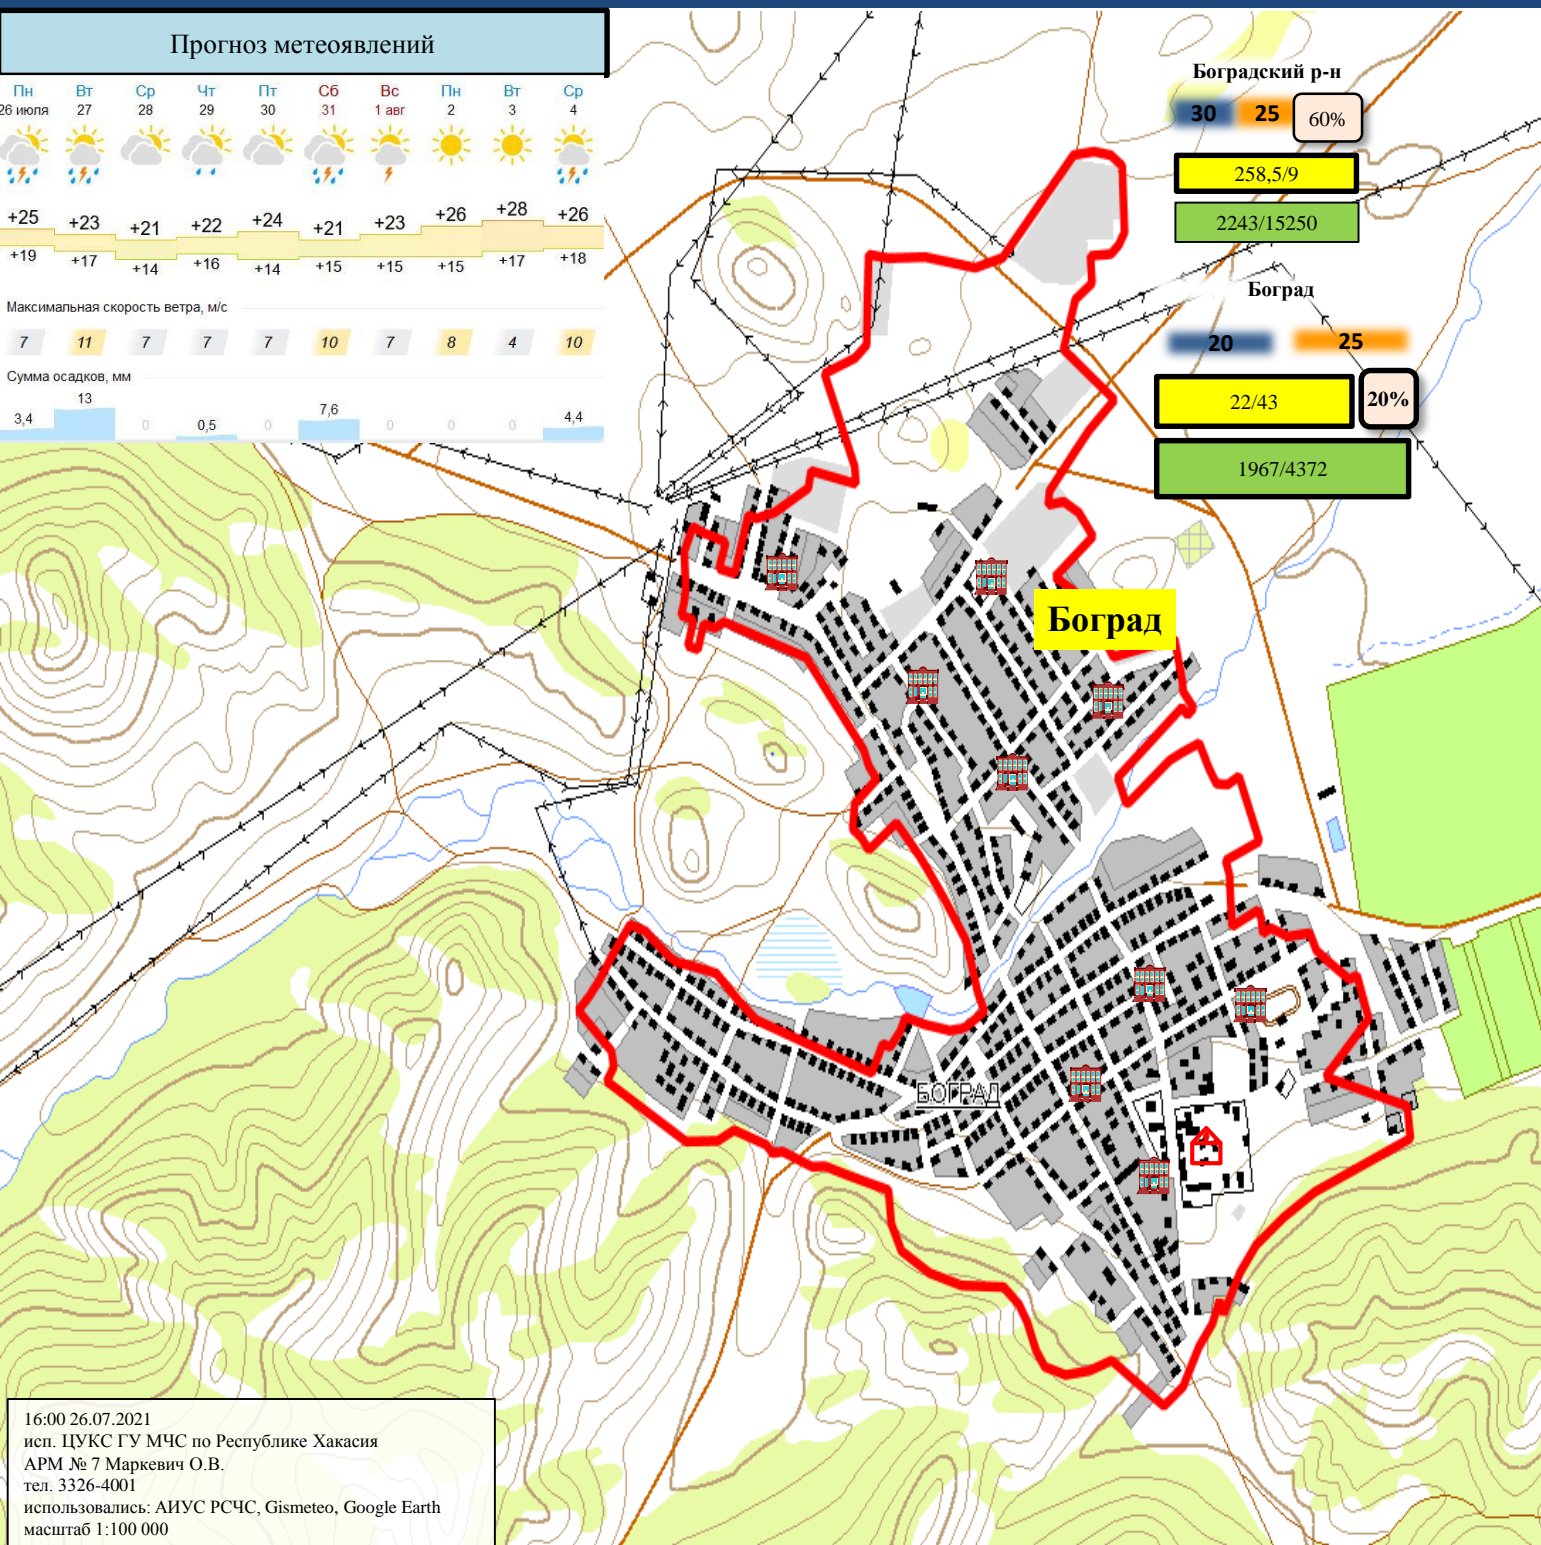 Прогноз метеоявлений
Пн Вт Ср Чт Пт Сб Вс Пн Вт Ср
26 июля 27 28 29 30 31 1 авг 2 3 4
+25 +23 +21 +22 +24 +21 +23 +26 +28 +26
+19 +17 +14 +16 +14 +15 +15 +15 +17 +18
Максимальная скорость ветра, м/с
7 11 7 7 7 10 7 8 4 10
Сумма осадков, мм
3,4 13 0 0,5 0 7,6 0 0 0 4,4
Боградский р-н
30 25 60%
258,5/9
2243/15250
Боград
20 25
22/43 20%
1967/4372
Боград
БОГРАД
16:00 26.07.2021
исп. ЦУКС ГУ МЧС по Республике Хакасия
АРМ № 7 Маркевич О.В.
тел. 3326-4001
использовались: АИУС РСЧС, Gismeteo, Google Earth
масштаб 1:100 000